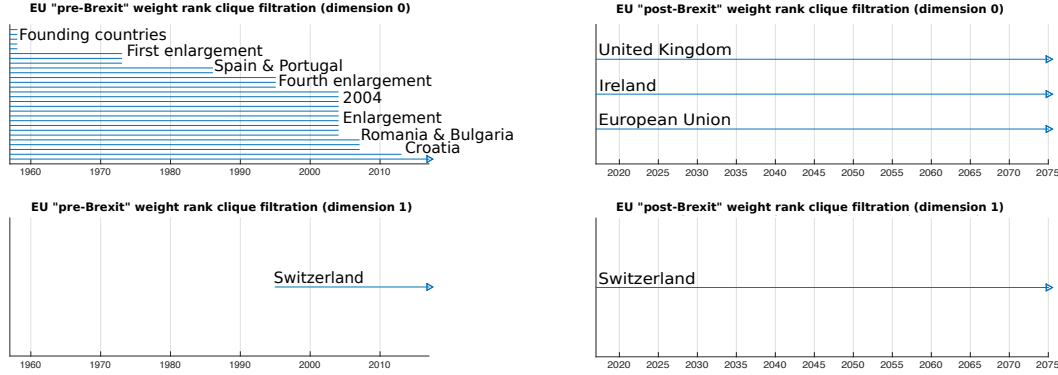 EU "pre-Brexit" weight rank clique filtration (dimension 0)
Founding countries
First enlargement
Spain & Portugal
Fourth enlargement
2004
Enlargement
Romania & Bulgaria
Croatia
1960 1970 1980 1990 2000 2010
EU "post-Brexit" weight rank clique filtration (dimension 0)
United Kingdom
Ireland
European Union
2020 2025 2030 2035 2040 2045 2050 2055 2060 2065 2070 2075
EU "pre-Brexit" weight rank clique filtration (dimension 1)
Switzerland
1960 1970 1980 1990 2000 2010
EU "post-Brexit" weight rank clique filtration (dimension 1)
Switzerland
2020 2025 2030 2035 2040 2045 2050 2055 2060 2065 2070 2075